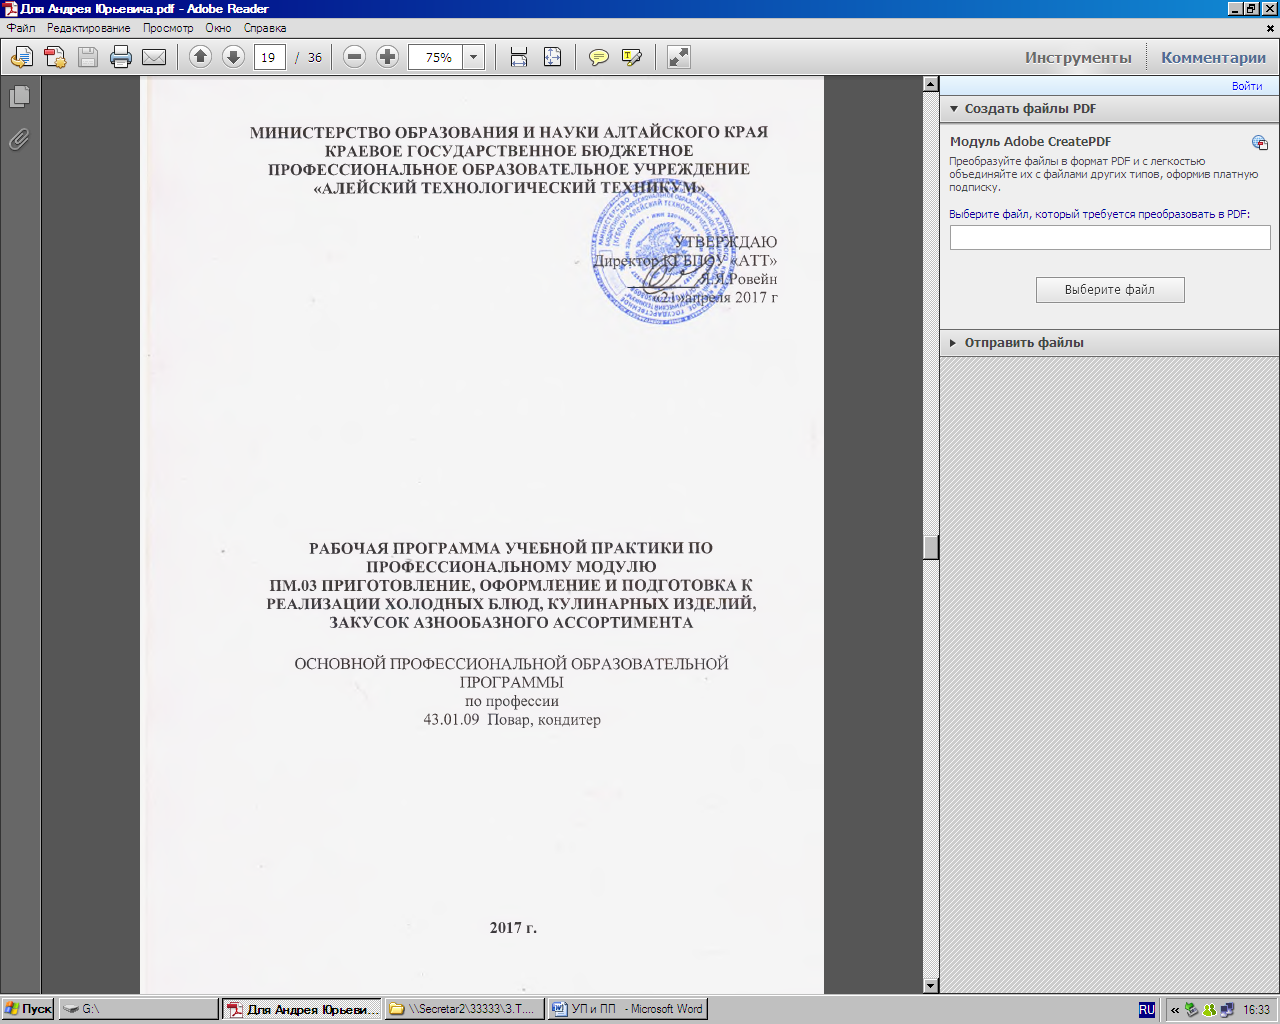 Для Андрея Юрьевича.pdf - Adobe Reader
Файл Редактирование Просмотр Окно Справка
19 / 36 75% Инструменты Комментарии
Войти
Создать файлы PDF
Модуль Adobe CreatePDF
Преобразуйте файлы в формат PDF и с легкостью
объединяйте их с файлами других типов, оформив платную
подписку.
Выберите файл, который требуется преобразовать в PDF:
Выберите файл
Отправить файлы
МИНИСТЕРСТВО ОБРАЗОВАНИЯ И НАУКИ АЛТАЙСКОГО КРАЯ
КРАЕВОЕ ГОСУДАРСТВЕННОЕ БЮДЖЕТНОЕ
ПРОФЕССИОНАЛЬНОЕ ОБРАЗОВАТЕЛЬНОЕ УЧРЕЖДЕНИЕ
«АЛЕЙСКИЙ ТЕХНОЛОГИЧЕСКИЙ ТЕХНИКУМ»
УТВЕРЖДАЮ
Директор КГБПОУ «АТТ»
Я.Я.Ровейн
«21»апреля 2017 г
РАБОЧАЯ ПРОГРАММА УЧЕБНОЙ ПРАКТИКИ ПО
ПРОФЕССИОНАЛЬНОМУ МОДУЛЮ
ПМ.03 ПРИГОТОВЛЕНИЕ, ОФОРМЛЕНИЕ И ПОДГОТОВКА К
РЕАЛИЗАЦИИ ХОЛОДНЫХ БЛЮД, КУЛИНАРНЫХ ИЗДЕЛИЙ,
ЗАКУСОК АЗНООБАЗНОГО АССОРТИМЕНТА
ОСНОВНОЙ ПРОФЕССИОНАЛЬНОЙ ОБРАЗОВАТЕЛЬНОЙ
ПРОГРАММЫ
по профессии
43.01.09 Повар, кондитер
2017 г.
Пуск G:\ Для Андрея Юрьеви... \\Secretar2\33333\3.Т.... УП и ПП - Microsoft Word RU « 16:33